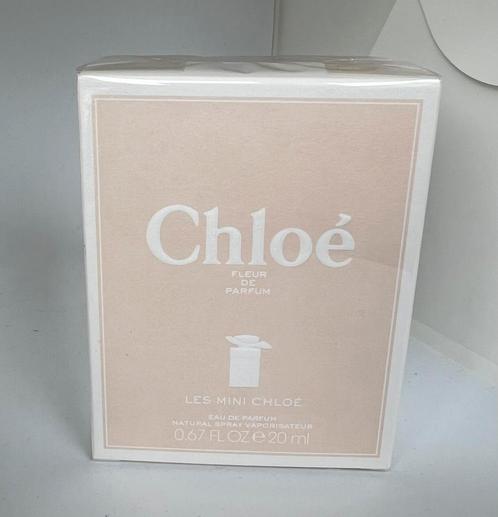 Chloé
FLEUR
DE
PARFUM
LES MINI CHLOÉ
EAU DE PARFUM
NATURAL SPRAY VAPORISATEUR
0.67 FL OZ e 20 ml